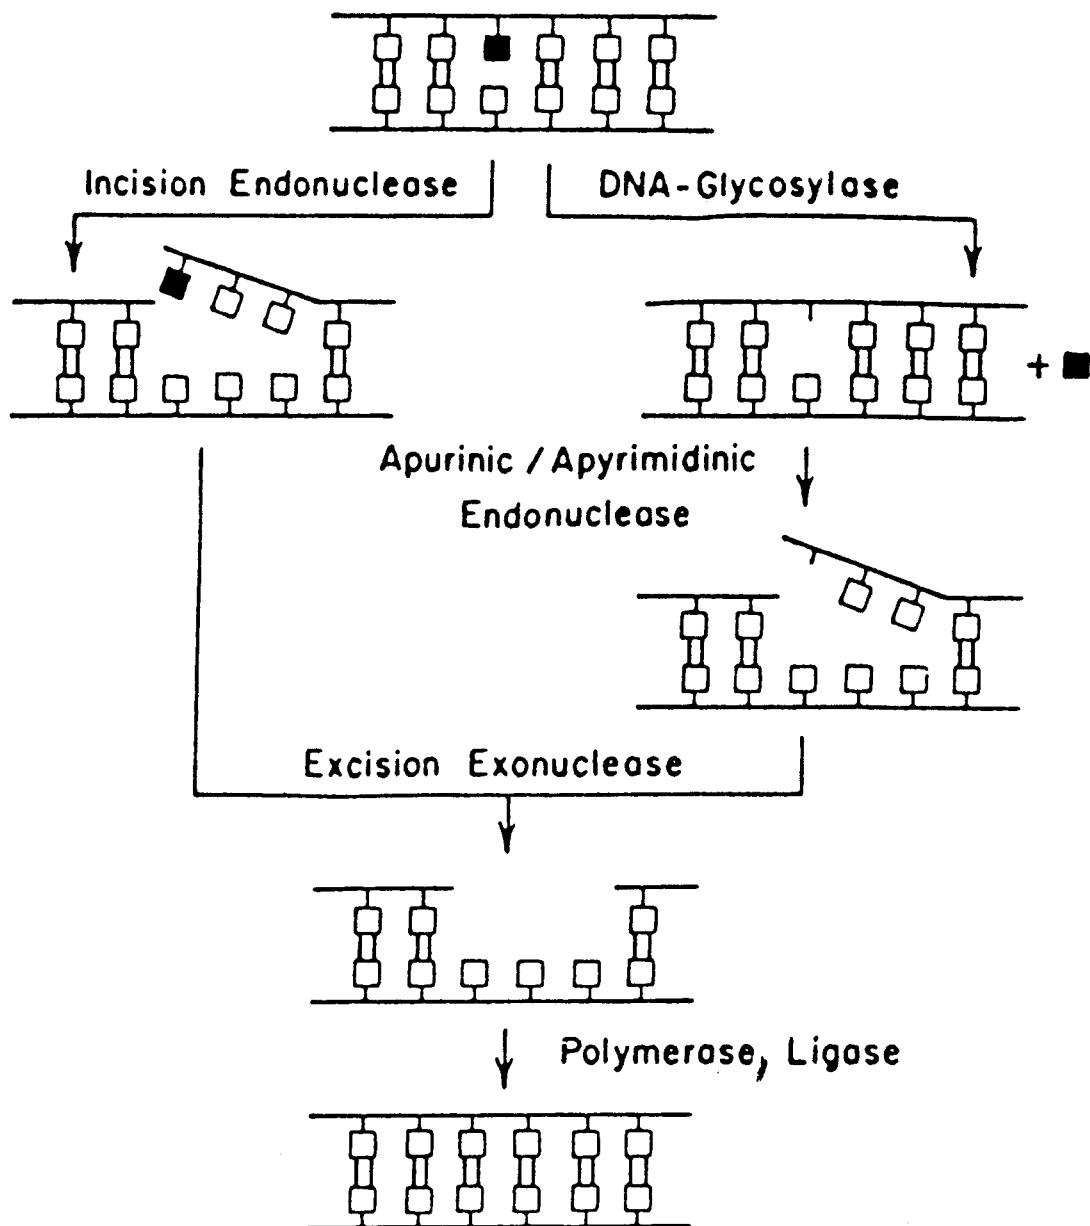 Incision Endonuclease
DNA-Glycosylase
+
Apurinic / Apyrimidinic
Endonuclease
Excision Exonuclease
Polymerase, Ligase